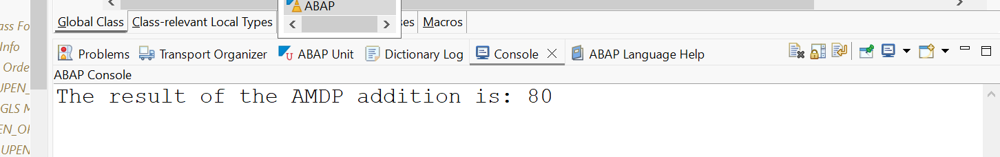 ABAP
Global Class Class-relevant Local Types ses Macros
ass Fo
Info
Orde
UPEN_
GLS M
EN_OF
UPEN
Problems Transport Organizer ABAP Unit Dictionary Log Console ABAP Language Help
ABAP Console
The result of the AMDP addition is: 80